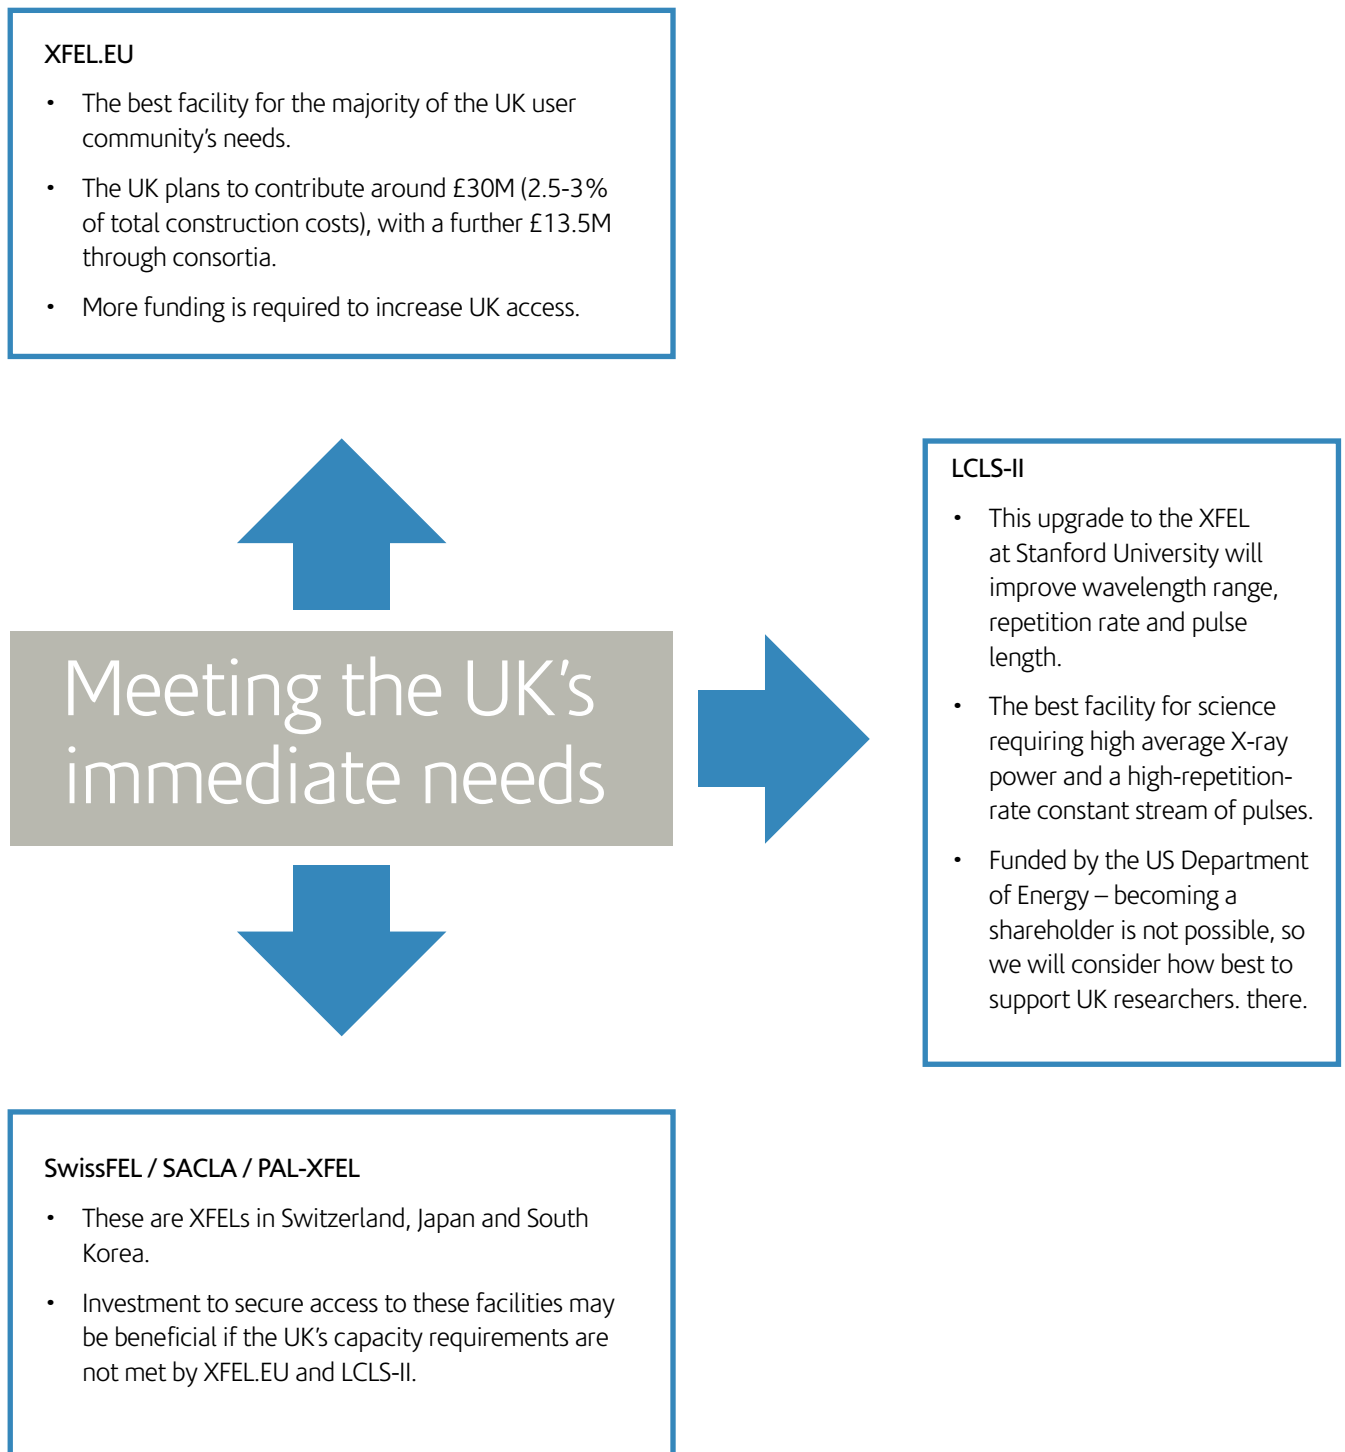 XFEL.EU
• The best facility for the majority of the UK user
community's needs.
• The UK plans to contribute around £30M (2.5-3%
of total construction costs), with a further £13.5M
through consortia.
• More funding is required to increase UK access.
Meeting the UK's
immediate needs
LCLS-II
• This upgrade to the XFEL
at Stanford University will
improve wavelength range,
repetition rate and pulse
length.
• The best facility for science
requiring high average X-ray
power and a high-repetition-
rate constant stream of pulses.
• Funded by the US Department
of Energy – becoming a
shareholder is not possible, so
we will consider how best to
support UK researchers. there.
SwissFEL / SACLA / PAL-XFEL
• These are XFELs in Switzerland, Japan and South
Korea.
• Investment to secure access to these facilities may
be beneficial if the UK's capacity requirements are
not met by XFEL.EU and LCLS-II.